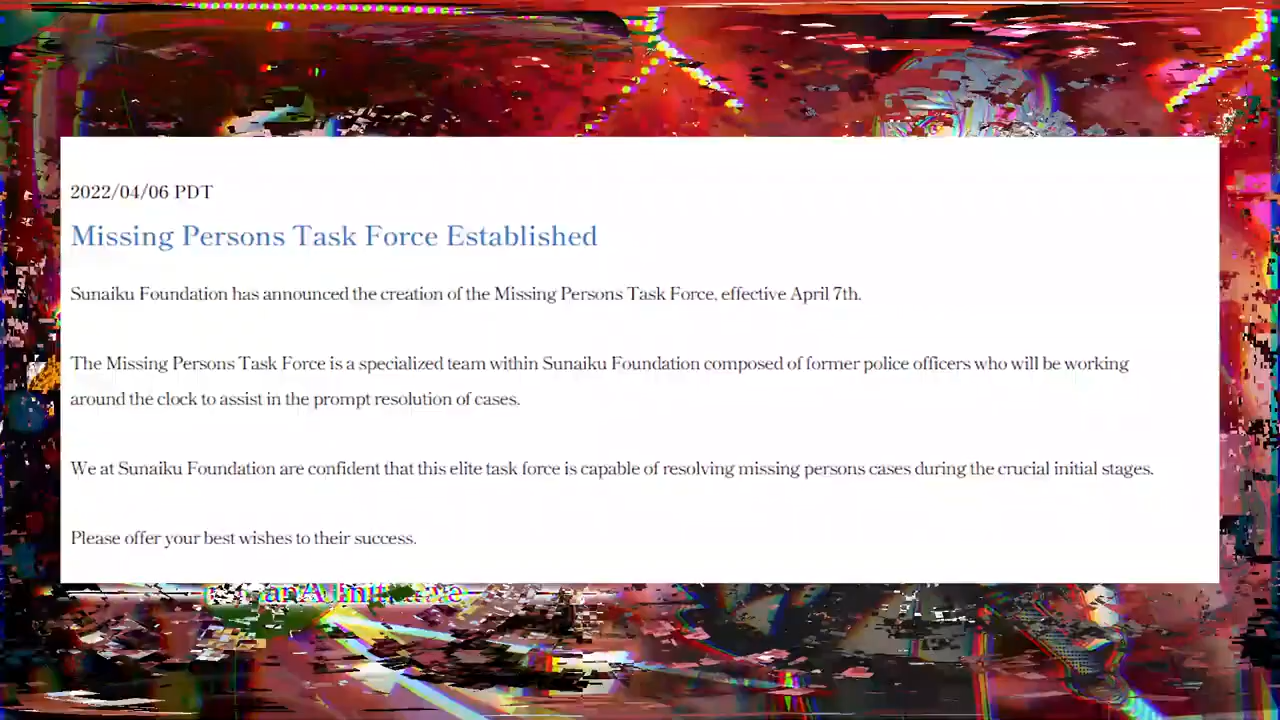 2022/04/06 PDT
Missing Persons Task Force Established
Sunaiku Foundation has announced the creation of the Missing Persons Task Force, effective April 7th.
The Missing Persons Task Force is a specialized team within Sunaiku Foundation composed of former police officers who will be working
around the clock to assist in the prompt resolution of cases.
We at Sunaiku Foundation are confident that this elite task force is capable of resolving missing persons cases during the crucial initial stages.
Please offer your best wishes to their success.